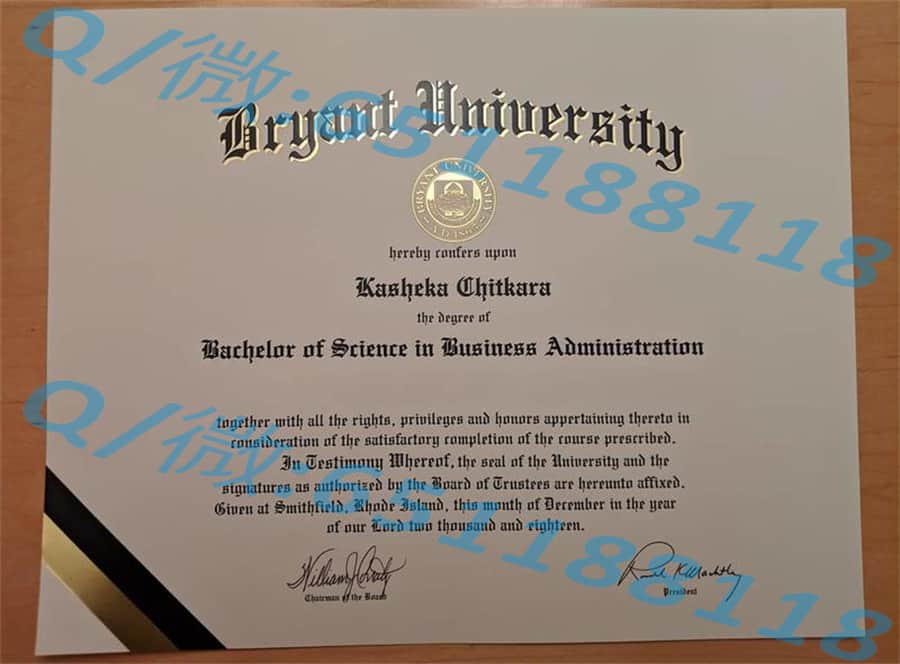 Q/微:651188118
Bryant University
BRYANT UNIVERSITY
hereby confers upon
Kasheka Chitkara
the degree of
Bachelor of Science in Business Administration
together with all the rights, privileges and honors appertaining thereto in
consideration of the satisfactory completion of the course prescribed.
In Testimony Whereof, the seal of the University and the
signatures as authorized by the Board of Trustees are hereunto affixed.
Given at Smithfield, Rhode Island, this month of December in the year
of our Lord two thousand and eighteen.
Q/微:651188118
Chairman of the Board
President